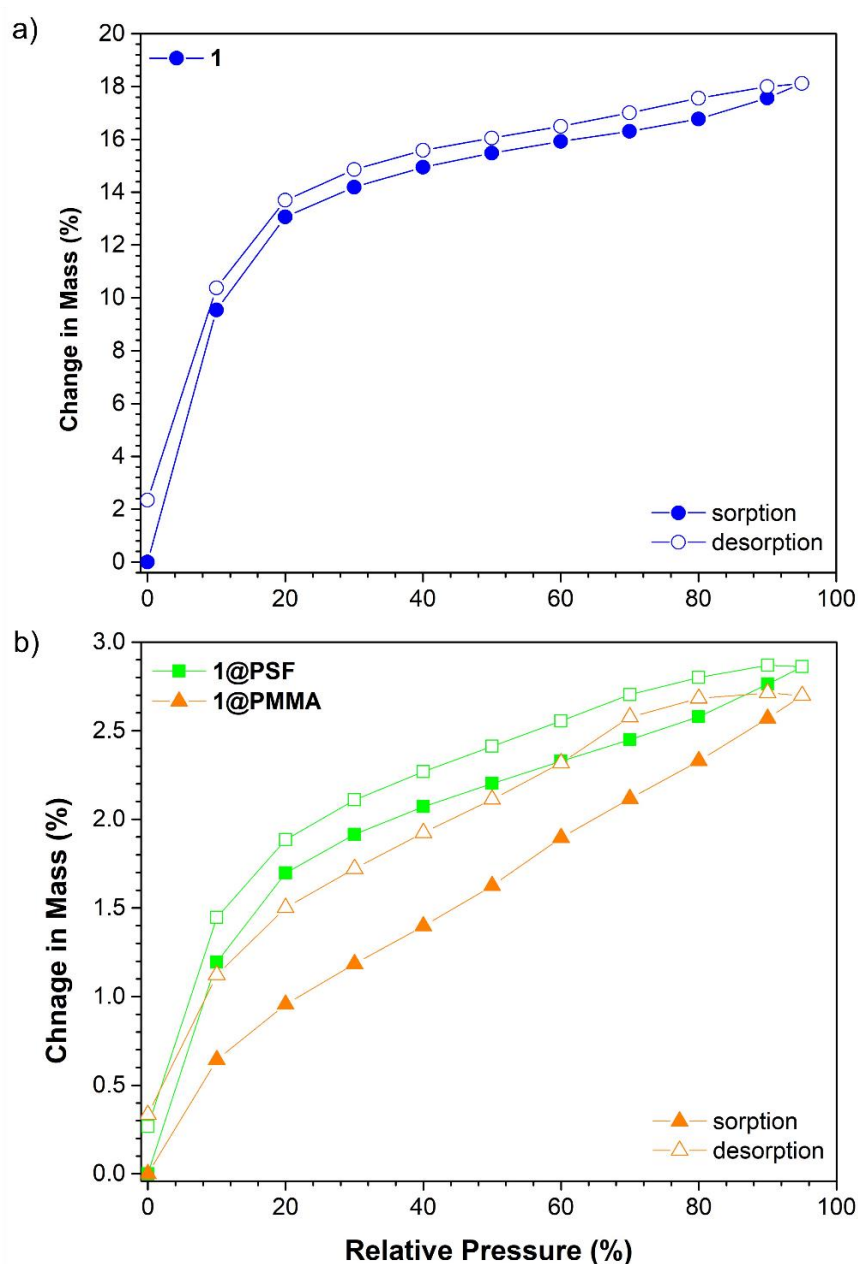 a)
20
18
16
14
12
10
8
6
4
2
0
Change in Mass (%)
1
sorption
desorption
0 20 40 60 80 100
b)
3.0
2.5
2.0
1.5
1.0
0.5
0.0
Chnage in Mass (%)
1@PSF
1@PMMA
sorption
desorption
0 20 40 60 80 100
Relative Pressure (%)